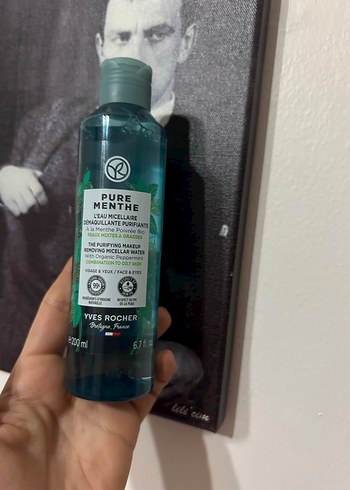 PURE
MENTHE
L'EAU MICELLAIRE
DÉMAQUILLANTE PURIFIANTE
À la Menthe Poivrée Bio
PEAUX MIXTES À GRASSES
THE PURIFYING MAKEUP
REMOVING MICELLAR WATER
With Organic Peppermint
COMBINATION TO OILY SKIN
VISAGE & YEUX / FACE & EYES
YVES ROCHER
Bretagne, France
e 200 ml
6.7 fl.